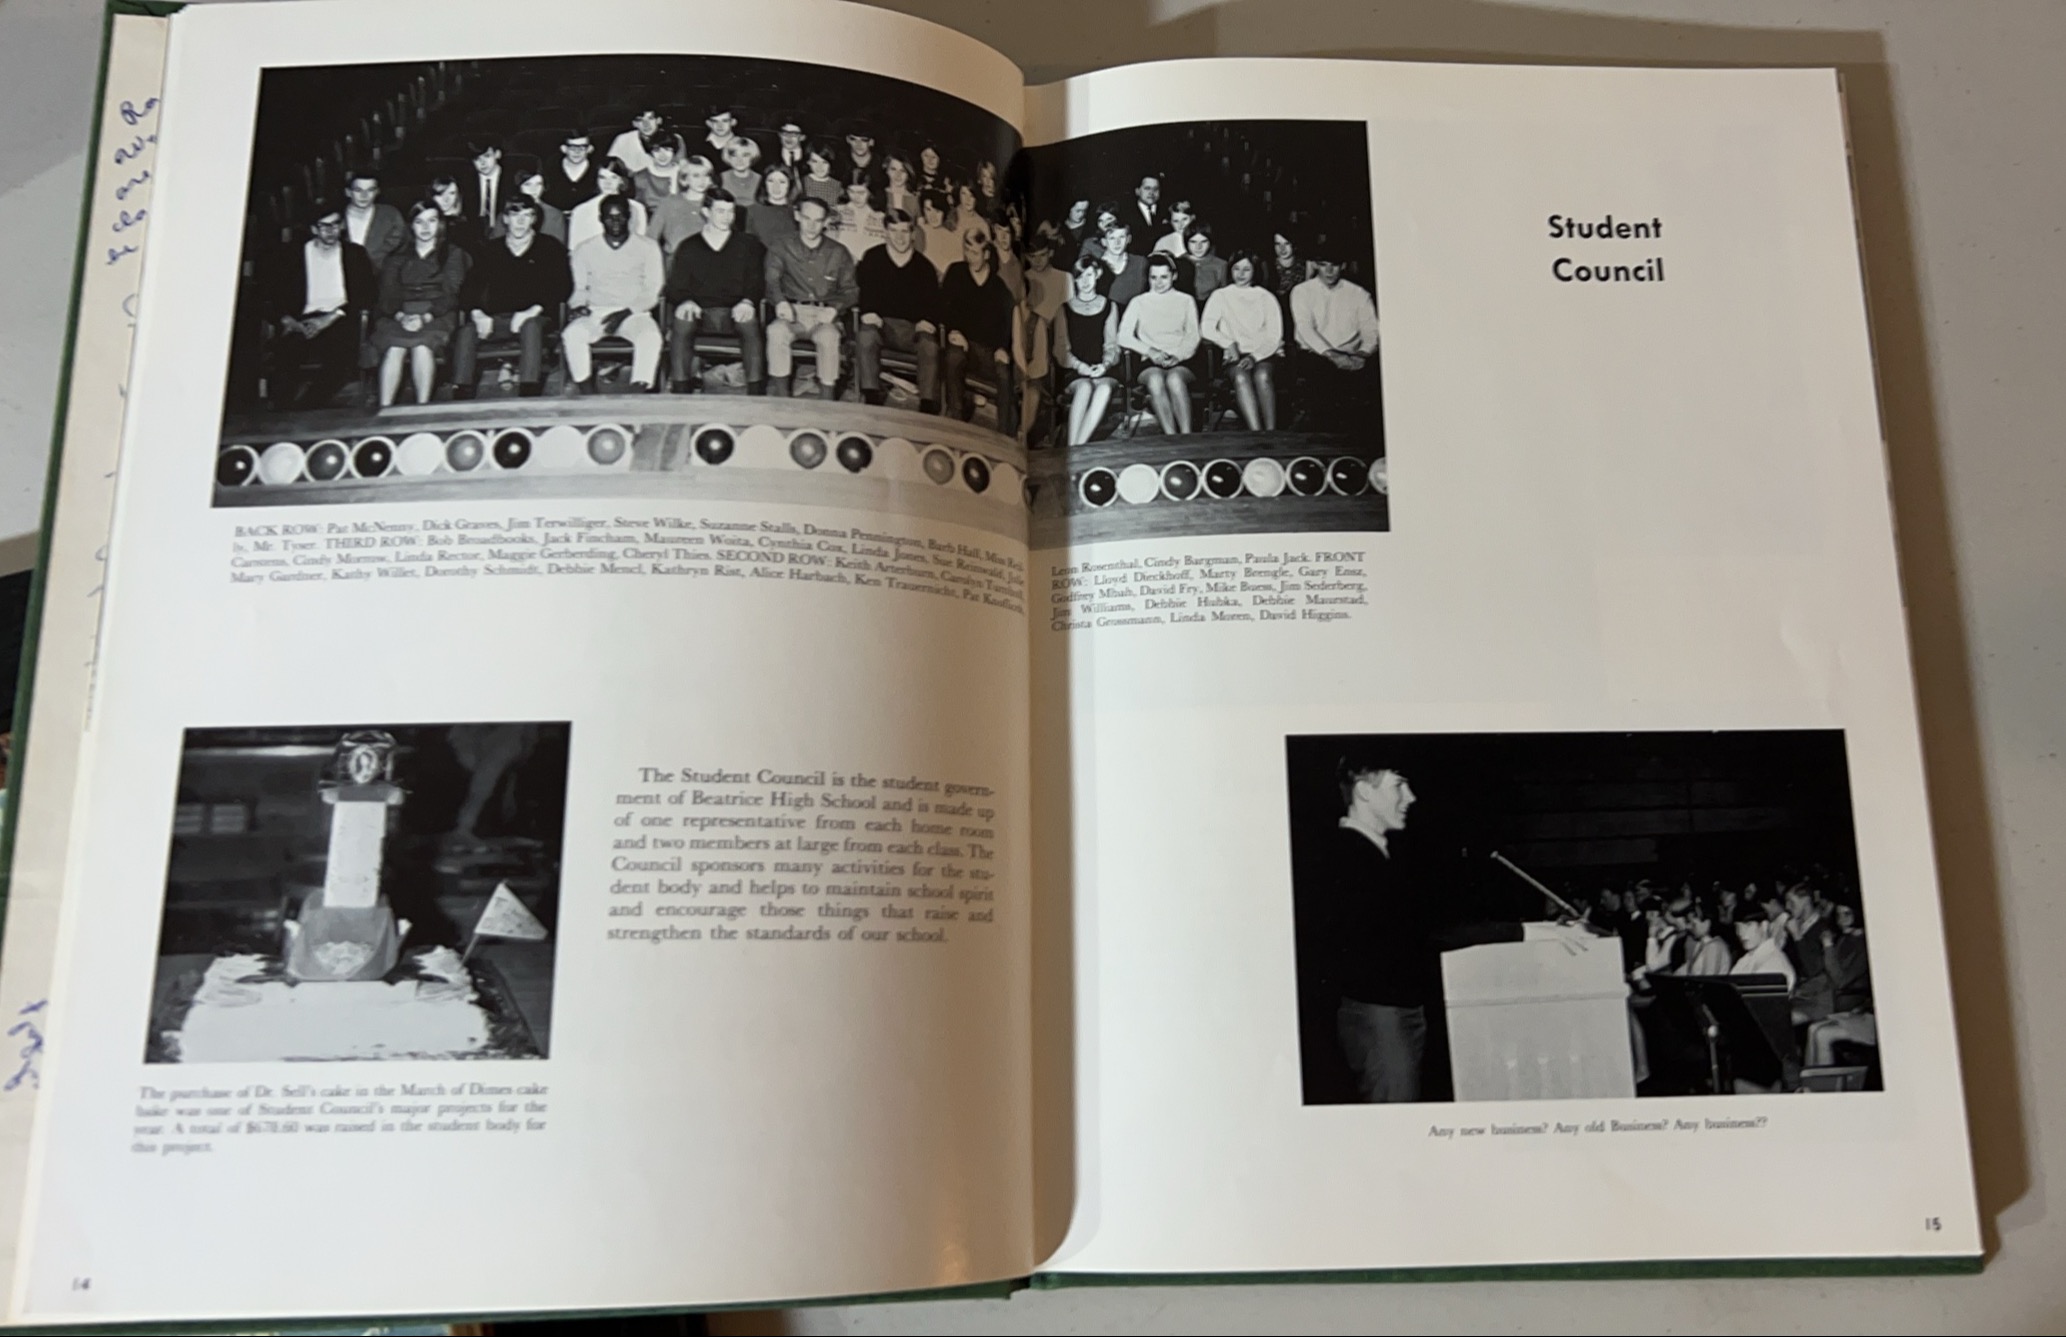 BACK ROW: Pat McNenny, Dick Graves, Jim Terwilliger, Steve Wilke, Suzanne Stalls, Donna Pennington, Barb Hall, Miss Rei-
ly, Mr. Tyser. THIRD ROW: Bob Broadbooks, Jack Fincham, Maureen Woita, Cynthia Cox, Linda Jones, Sue Reinwald, Julie
Carsons, Cindy Morrow, Linda Rector, Maggie Gerberding, Cheryl Thies. SECOND ROW: Keith Arterburn, Carolyn
Mary Gardner, Kathy Willet, Dorothy Schmidt, Debbie Mencl, Kathryn Rist, Alice Harbach, Ken Trauernicht, Pat
The purchase of Dr. Sell's cake in the March of Dimes cake
bake was one of Student Council's major projects for the
year. A total of $678.60 was raised in the student body for
this project.
The Student Council is the student govern-
ment of Beatrice High School and is made up
of one representative from each home room
and two members at large from each class. The
Council sponsors many activities for the stu-
dent body and helps to maintain school spirit
and encourage those things that raise and
strengthen the standards of our school.
14
Student
Council
Leon Rosenthal, Cindy Bargman, Paula Jack. FRONT
ROW: Lloyd Dieckhoff, Marty Brengle, Gary Ensz,
Godfrey Mbah, David Fry, Mike Buess, Jim Sederberg,
Jim Williams, Debbie Hubka, Debbie Maurstad,
Christa Grossmann, Linda Moren, David Higgins.
Any new business? Any old Business? Any business??
15